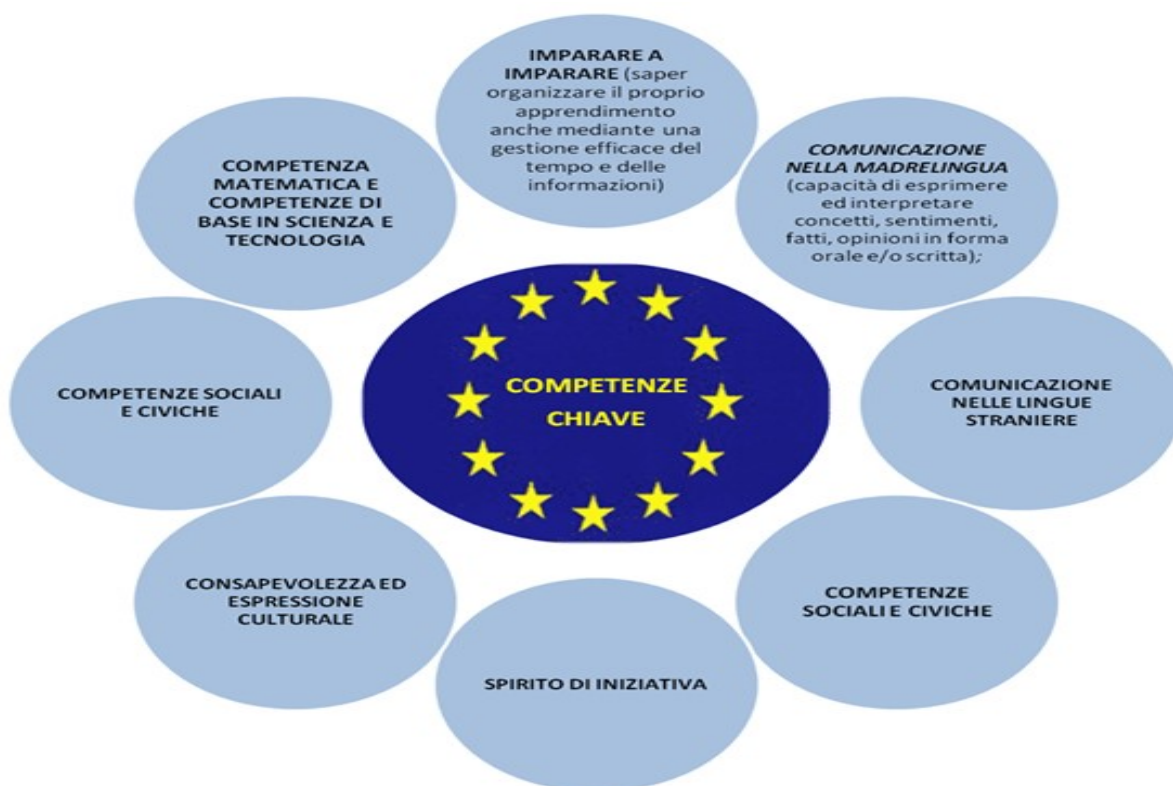 IMPARARE A
IMPARARE (saper
organizzare il proprio
apprendimento
anche mediante una
gestione efficace del
tempo e delle
informazioni)
COMUNICAZIONE
NELLA MADRELINGUA
(capacità di esprimere
ed interpretare
concetti, sentimenti,
fatti, opinioni in forma
orale e/o scritta);
COMUNICAZIONE
NELLE LINGUE
STRANIERE
COMPETENZE
SOCIALI E CIVICHE
SPIRITO DI INIZIATIVA
CONSAPEVOLEZZA ED
ESPRESSIONE
CULTURALE
COMPETENZE SOCIALI
E CIVICHE
COMPETENZA
MATEMATICA E
COMPETENZE DI
BASE IN SCIENZA E
TECNOLOGIA
COMPETENZE
CHIAVE